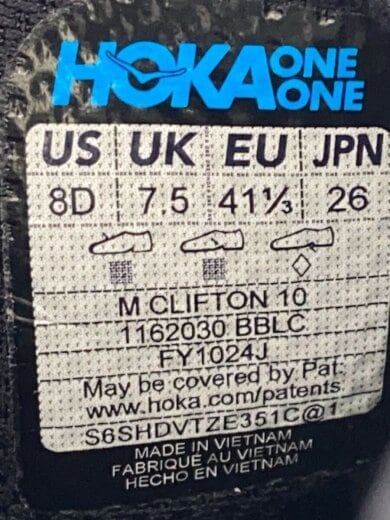 HOKA ONE ONE
US UK EU JPN
8D 7.5 41⅓ 26
M CLIFTON 10
1162030 BBLC
FY1024J
May be covered by Pat.
www.hoka.com/patents
S6SHDVTZE351C@1
MADE IN VIETNAM
FABRIQUÉ AU VIETNAM
HECHO EN VIETNAM